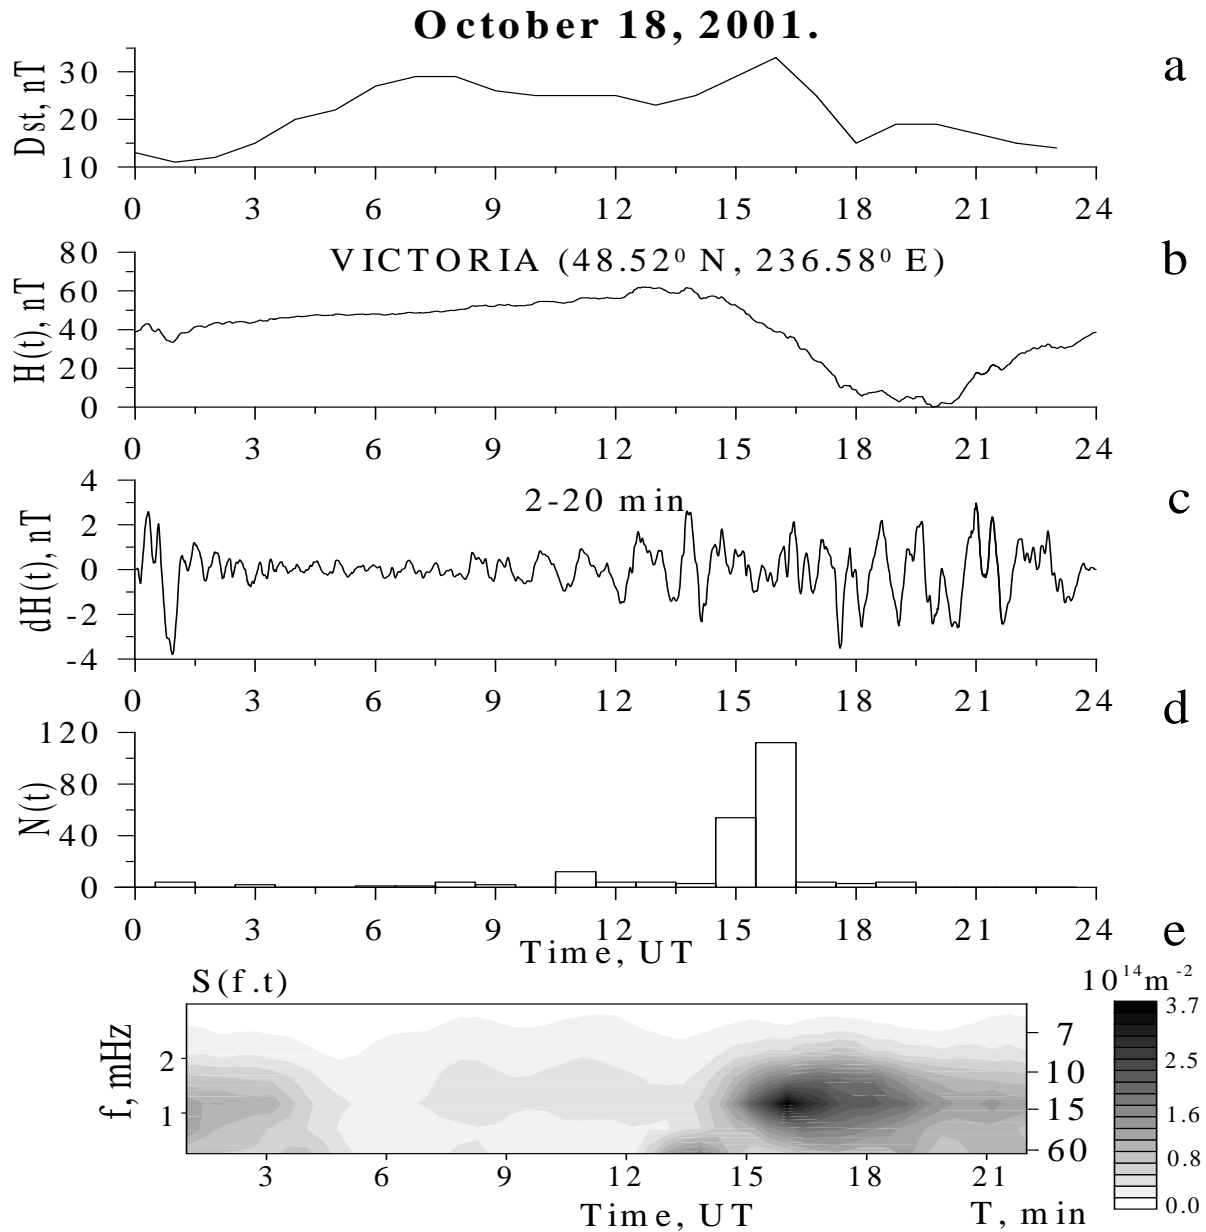 October 18, 2001.
a
Dst, nT
30
20
10
0 3 6 9 12 15 18 21 24
b
VICTORIA (48.52⁰ N, 236.58⁰ E)
H(t), nT
80
60
40
20
0
0 3 6 9 12 15 18 21 24
c
2-20 min
dH(t), nT
4
2
0
-2
-4
0 3 6 9 12 15 18 21 24
d
N(t)
120
80
40
0
0 3 6 9 12 15 18 21 24
Time, UT
e
S(f.t)
10¹⁴m⁻²
f, mHz
2
1
7
10
15
60
3.7
2.5
1.6
0.8
0.0
3 6 9 12 15 18 21
Time, UT
T, min